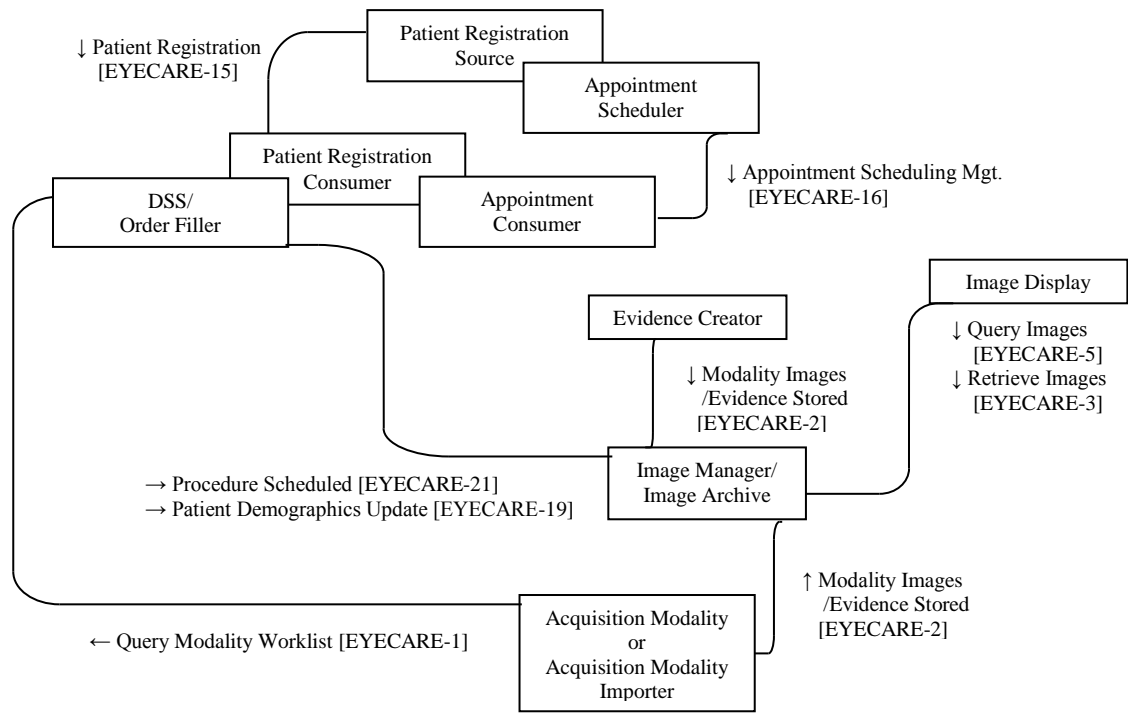 Patient Registration
Source
↓ Patient Registration
[EYECARE-15]
Appointment
Scheduler
Patient Registration
Consumer
↓ Appointment Scheduling Mgt.
[EYECARE-16]
DSS/
Order Filler
Appointment
Consumer
Image Display
Evidence Creator
↓ Query Images
[EYECARE-5]
↓ Retrieve Images
[EYECARE-3]
↓ Modality Images
/Evidence Stored
[EYECARE-2]
Image Manager/
Image Archive
→ Procedure Scheduled [EYECARE-21]
→ Patient Demographics Update [EYECARE-19]
↑ Modality Images
/Evidence Stored
[EYECARE-2]
Acquisition Modality
or
Acquisition Modality
Importer
← Query Modality Worklist [EYECARE-1]